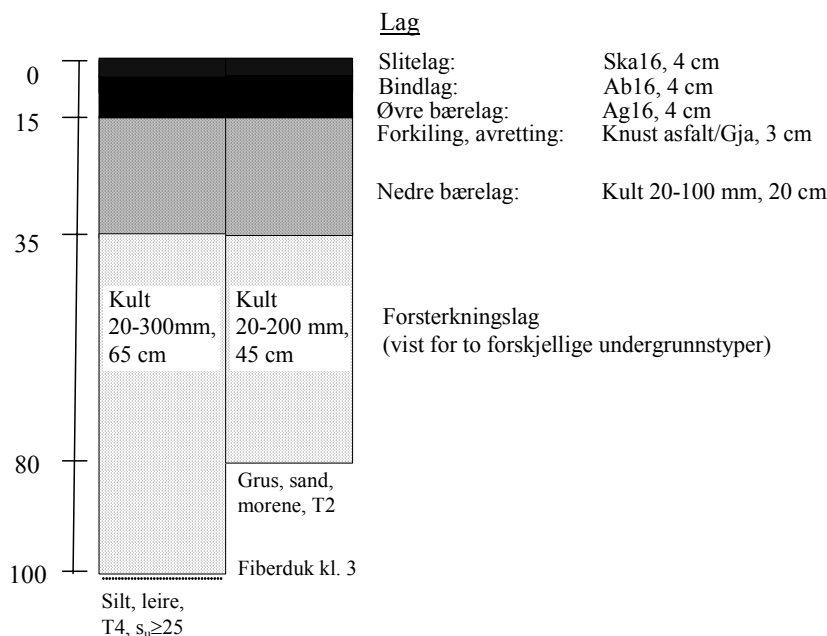 Lag
0
Slitelag: Ska16, 4 cm
Bindlag: Ab16, 4 cm
Øvre bærelag: Ag16, 4 cm
15
Forkiling, avretting: Knust asfalt/Gja, 3 cm
Nedre bærelag: Kult 20-100 mm, 20 cm
35
Kult
20-300mm,
65 cm
Kult
20-200 mm,
45 cm
Forsterkningslag
(vist for to forskjellige undergrunnstyper)
80
Grus, sand,
morene, T2
100
Fiberduk kl. 3
Silt, leire,
T4, sᵤ≥25